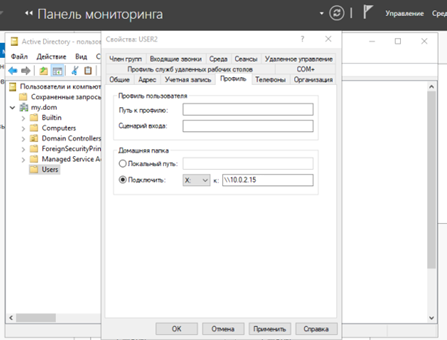 Панель мониторинга
Управление
Сред
Active Directory - пользов
Файл Действие Вид
Пользователи и компьют
Сохраненные запросы
my.dom
Builtin
Computers
Domain Controllers
ForeignSecurityPrin
Managed Service Ac
Users
Свойства: USER2
Член групп Входящие звонки Среда Сеансы Удаленное управление
Профиль служб удаленных рабочих столов COM+
Общие Адрес Учетная запись Профиль Телефоны Организация
Профиль пользователя
Путь к профилю:
Сценарий входа:
Домашняя папка
Локальный путь:
Подключить: X: к: \\10.0.2.15
ОК Отмена Применить Справка